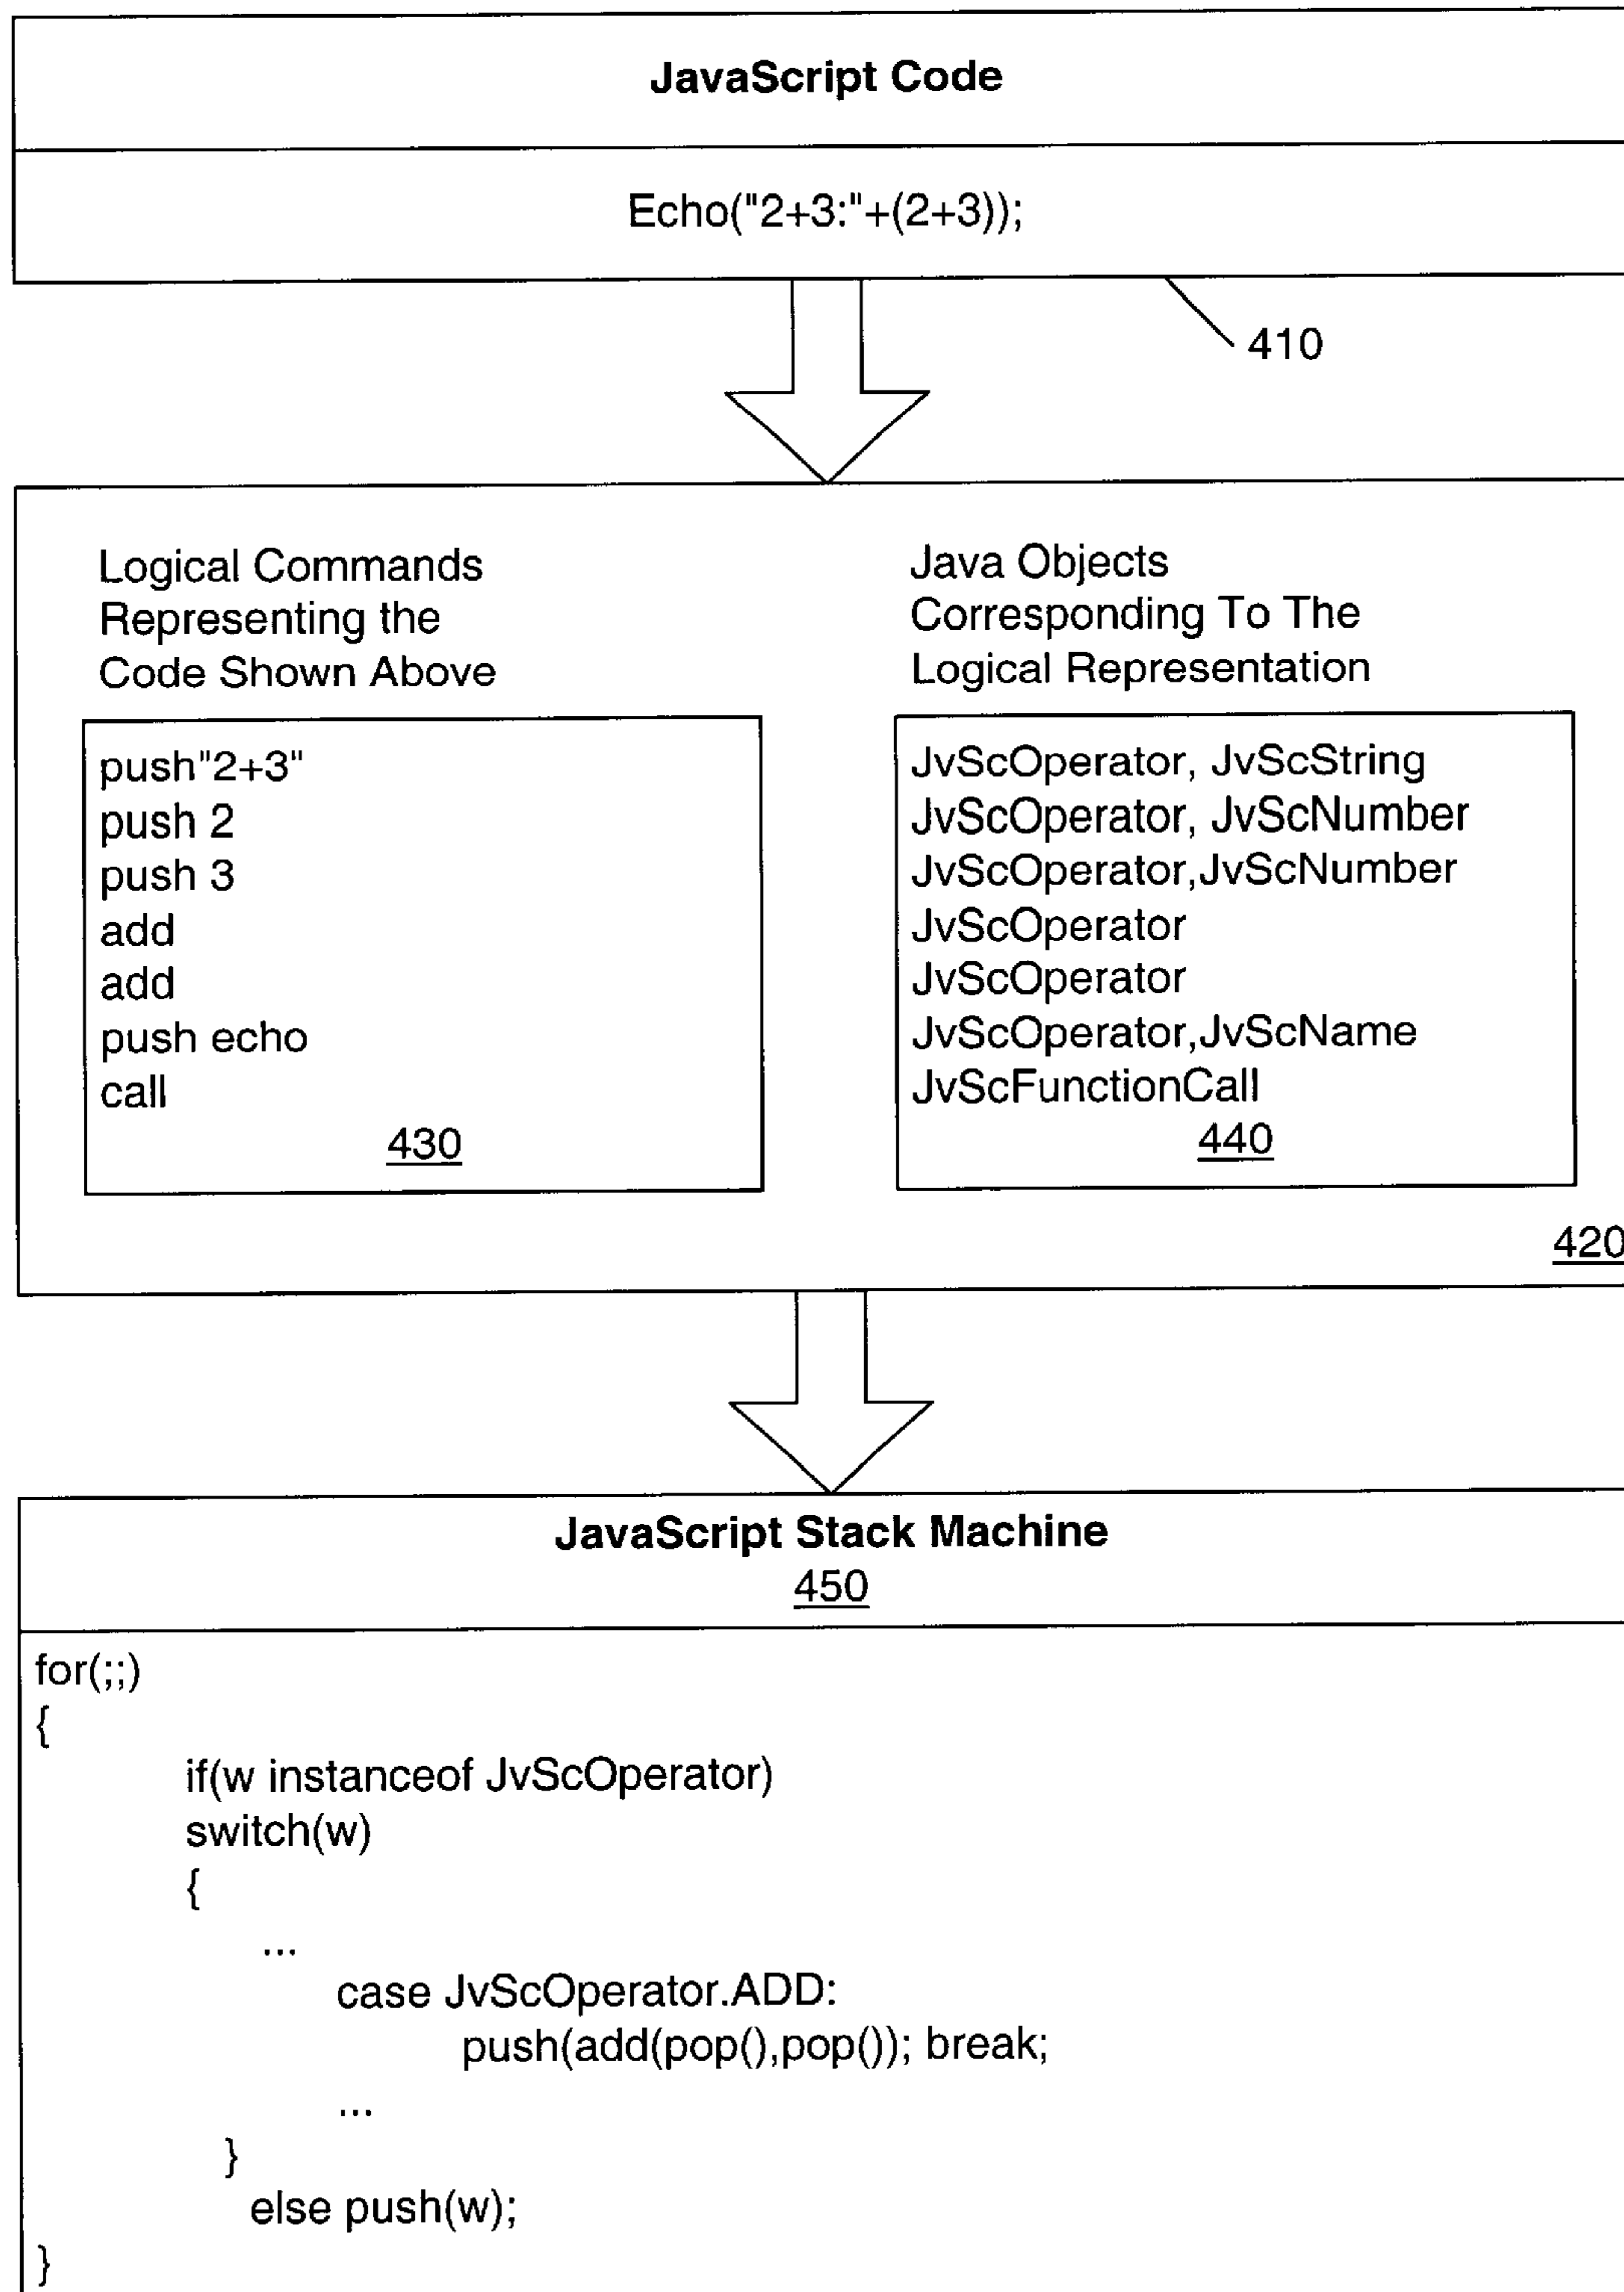 JavaScript Code
Echo("2+3:"+(2+3));
410
Logical Commands
Representing the
Code Shown Above
push"2+3"
push 2
push 3
add
add
push echo
call
430
Java Objects
Corresponding To The
Logical Representation
JvScOperator, JvScString
JvScOperator, JvScNumber
JvScOperator,JvScNumber
JvScOperator
JvScOperator
JvScOperator,JvScName
JvScFunctionCall
440
420
JavaScript Stack Machine
450
for(;;)
{
if(w instanceof JvScOperator)
switch(w)
{
...
case JvScOperator.ADD:
push(add(pop(),pop()); break;
...
}
else push(w);
}